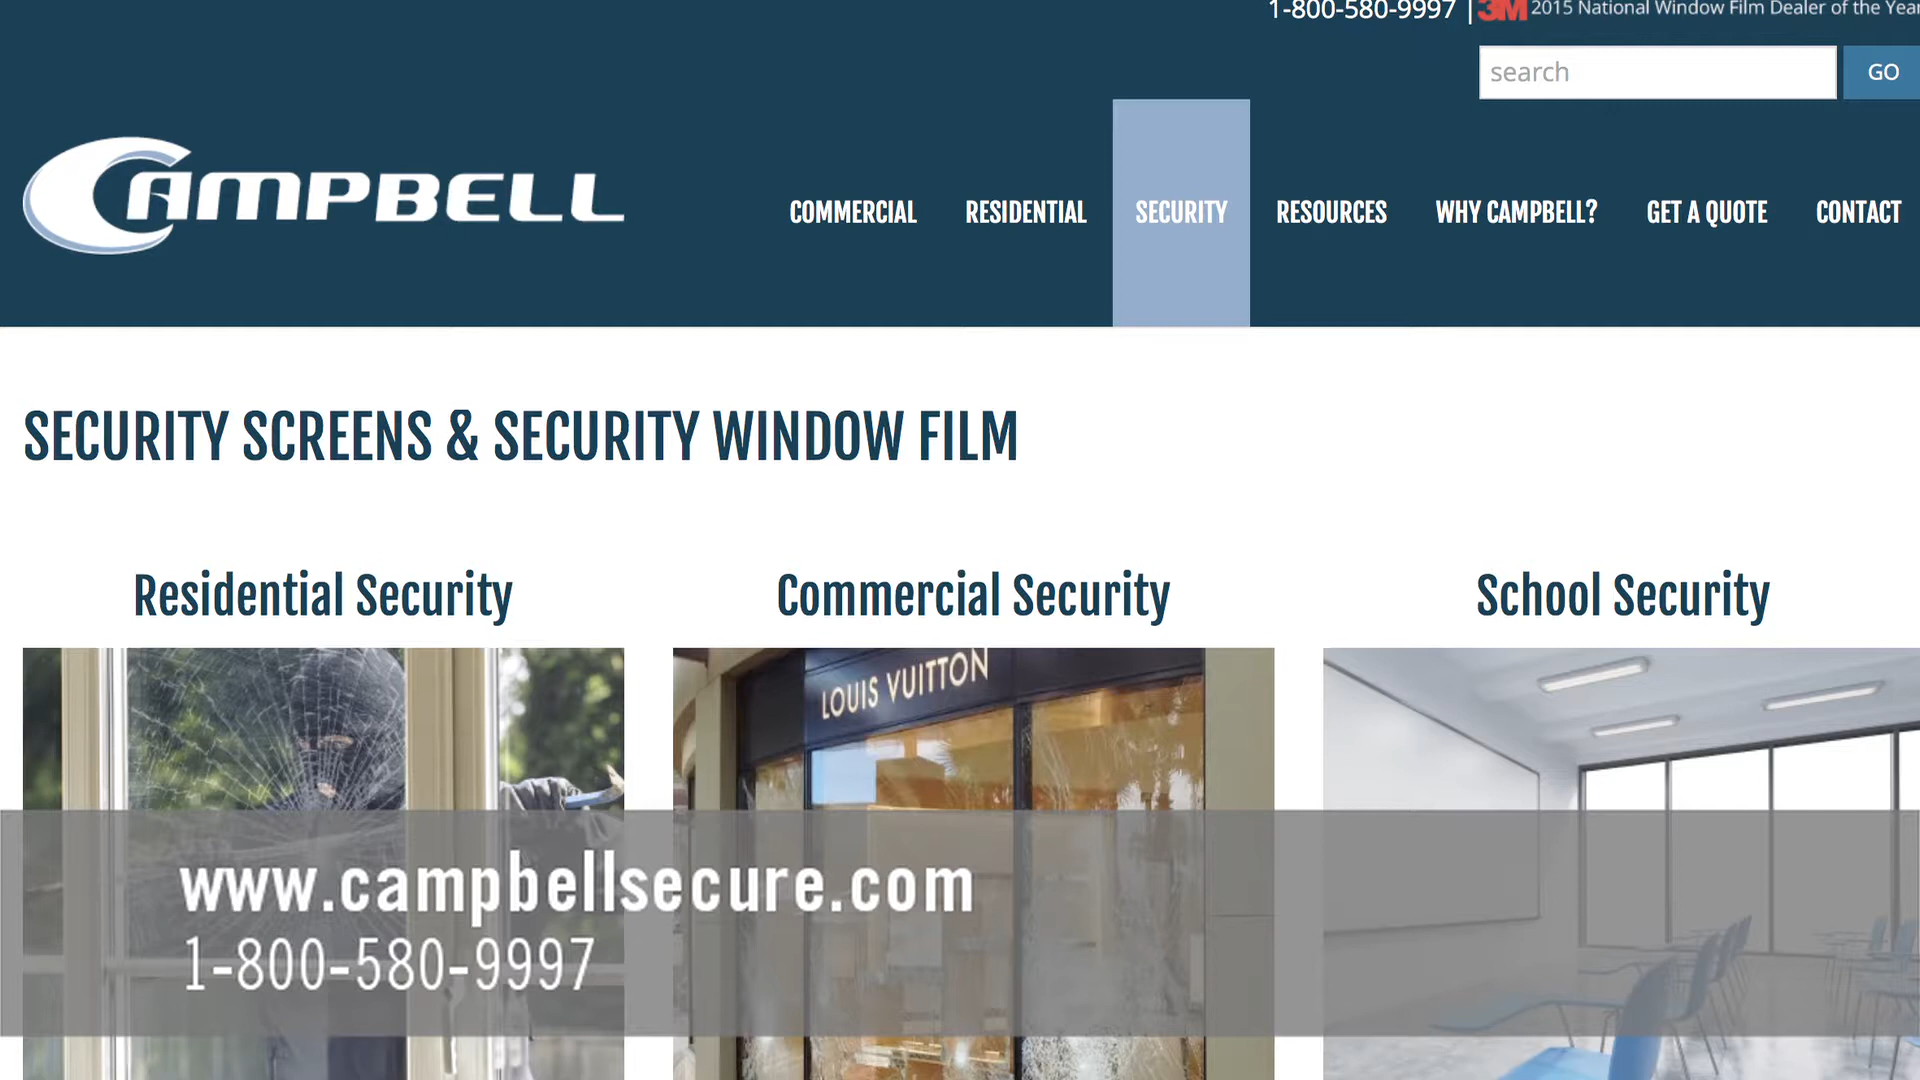 1-800-580-9997 | 3M 2015 National Window Film Dealer of the Year
search GO
CAMPBELL
COMMERCIAL RESIDENTIAL SECURITY RESOURCES WHY CAMPBELL? GET A QUOTE CONTACT
SECURITY SCREENS & SECURITY WINDOW FILM
Residential Security Commercial Security School Security
LOUIS VUITTON
www.campbellsecure.com
1-800-580-9997